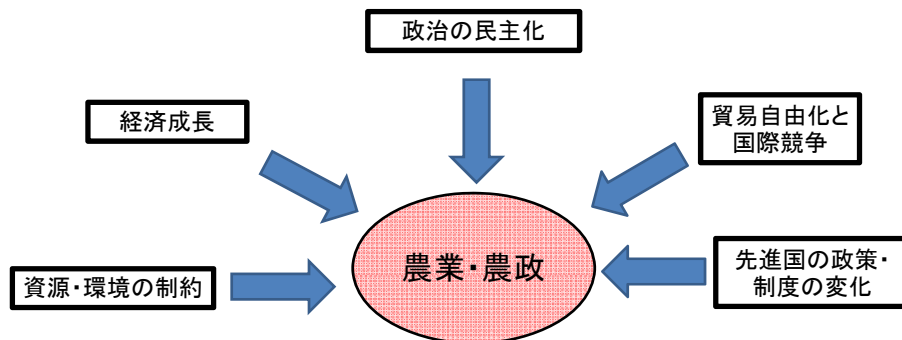 政治の民主化
経済成長
貿易自由化と
国際競争
農業・農政
資源・環境の制約
先進国の政策・
制度の変化